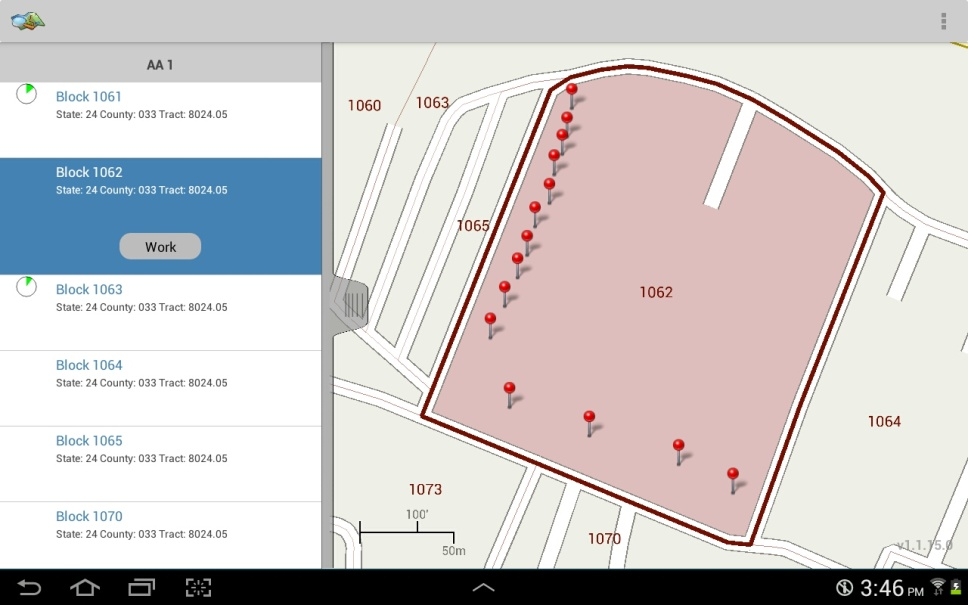 AA 1
Block 1061
State: 24 County: 033 Tract: 8024.05
Block 1062
State: 24 County: 033 Tract: 8024.05
Work
Block 1063
State: 24 County: 033 Tract: 8024.05
Block 1064
State: 24 County: 033 Tract: 8024.05
Block 1065
State: 24 County: 033 Tract: 8024.05
Block 1070
State: 24 County: 033 Tract: 8024.05
1060
1063
1065
1062
1064
1073
1070
100'
50m
v1.1.15.0
3:46 PM